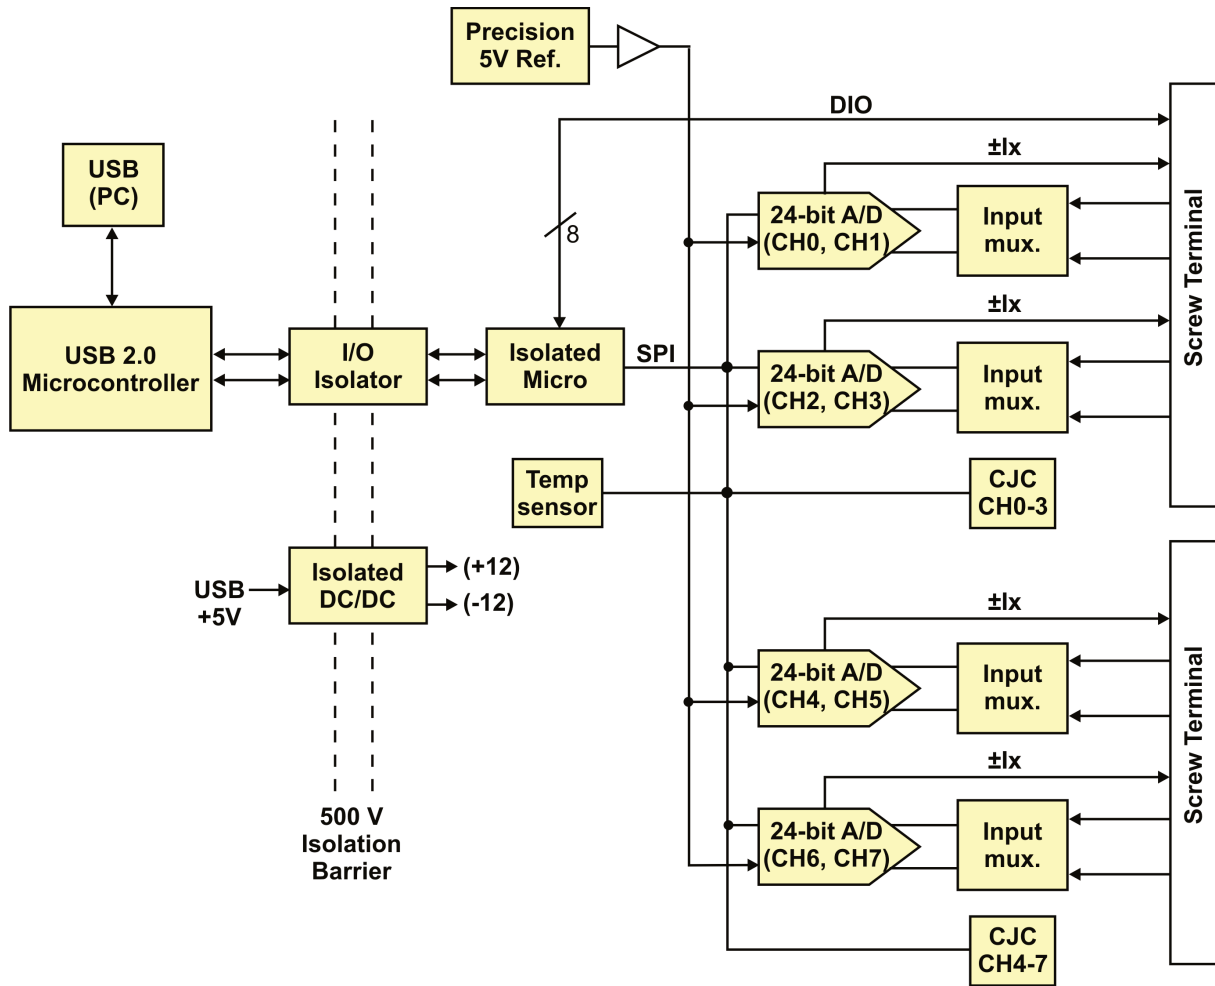 Precision
5V Ref.
DIO
±Ix
USB
(PC)
24-bit A/D
(CH0, CH1)
Input
mux.
8
Screw Terminal
±Ix
USB 2.0
Microcontroller
I/O
Isolator
Isolated
Micro
SPI
24-bit A/D
(CH2, CH3)
Input
mux.
Temp
sensor
CJC
CH0-3
USB
+5V
Isolated
DC/DC
(+12)
(-12)
±Ix
24-bit A/D
(CH4, CH5)
Input
mux.
Screw Terminal
±Ix
500 V
Isolation
Barrier
24-bit A/D
(CH6, CH7)
Input
mux.
CJC
CH4-7